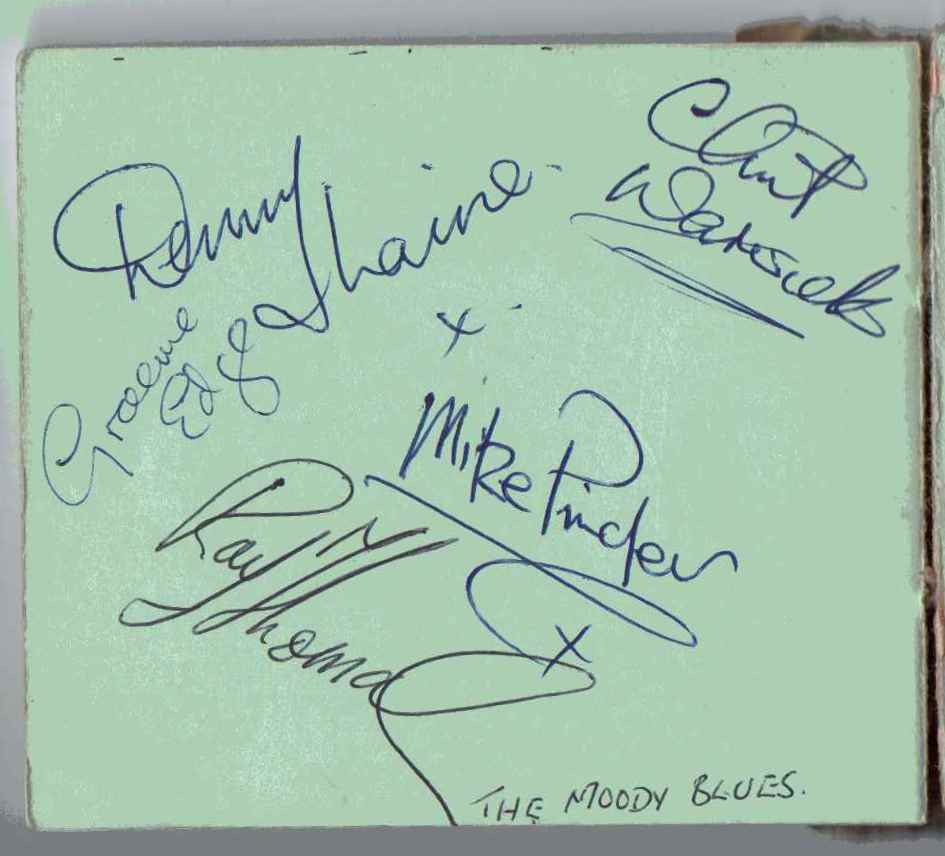 Denny Laine.
Clint
Warwick
Graeme
Edge
x
Mike Pinder
x
Ray Thomas
THE MOODY BLUES.